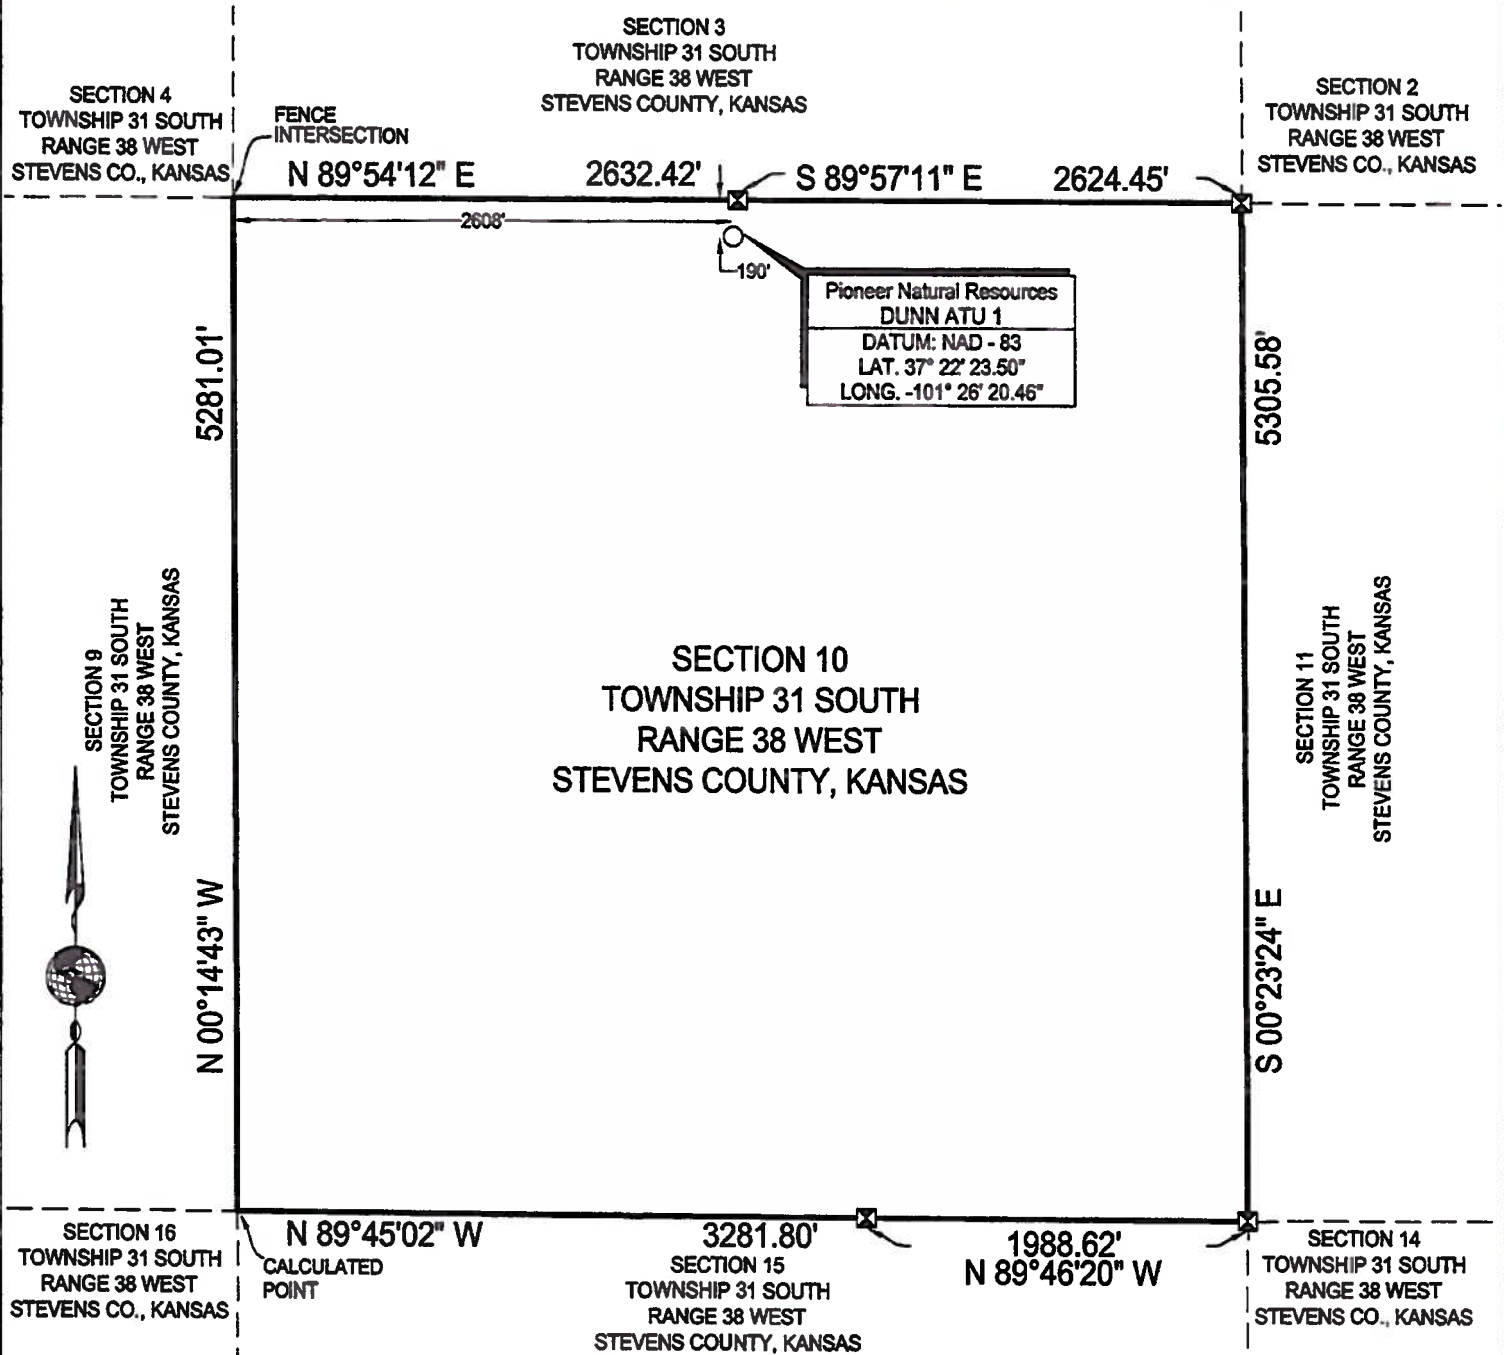 SECTION 3
TOWNSHIP 31 SOUTH
RANGE 38 WEST
STEVENS COUNTY, KANSAS
SECTION 4
TOWNSHIP 31 SOUTH
RANGE 38 WEST
STEVENS CO., KANSAS
FENCE
INTERSECTION
SECTION 2
TOWNSHIP 31 SOUTH
RANGE 38 WEST
STEVENS CO., KANSAS
N 89°54'12" E 2632.42' S 89°57'11" E 2624.45'
2608'
190'
Pioneer Natural Resources
DUNN ATU 1
DATUM: NAD - 83
LAT. 37° 22' 23.50"
LONG. -101° 26' 20.46"
5281.01'
5305.58'
SECTION 9
TOWNSHIP 31 SOUTH
RANGE 38 WEST
STEVENS COUNTY, KANSAS
SECTION 10
TOWNSHIP 31 SOUTH
RANGE 38 WEST
STEVENS COUNTY, KANSAS
SECTION 11
TOWNSHIP 31 SOUTH
RANGE 38 WEST
STEVENS COUNTY, KANSAS
N 00°14'43" W
S 00°23'24" E
N 89°45'02" W 3281.80'
1988.62'
N 89°46'20" W
CALCULATED
POINT
SECTION 16
TOWNSHIP 31 SOUTH
RANGE 38 WEST
STEVENS CO., KANSAS
SECTION 15
TOWNSHIP 31 SOUTH
RANGE 38 WEST
STEVENS COUNTY, KANSAS
SECTION 14
TOWNSHIP 31 SOUTH
RANGE 38 WEST
STEVENS CO., KANSAS